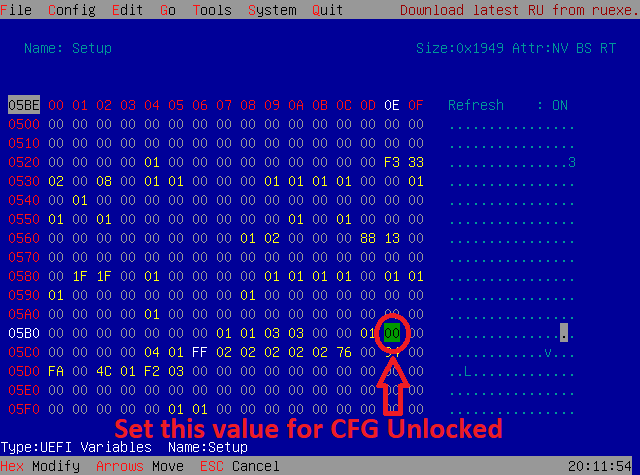 File Config Edit Go Tools System Quit Download latest RU from ruexe.
Name: Setup Size:0x1949 Attr:NV BS RT
05BE 00 01 02 03 04 05 06 07 08 09 0A 0B 0C 0D 0E 0F Refresh : ON
0500 00 00 00 00 00 00 00 00 00 00 00 00 00 00 00 00 ................
0510 00 00 00 00 00 00 00 00 00 00 00 00 00 00 00 00 ................
0520 00 00 00 00 01 00 00 00 00 00 00 00 00 00 F3 33 ...............3
0530 02 00 08 00 01 01 00 00 00 01 01 01 01 00 00 01 ................
0540 00 01 00 00 00 00 00 00 00 00 00 00 00 00 00 00 ................
0550 01 00 01 00 00 00 00 00 00 00 01 00 01 00 00 00 ................
0560 00 00 00 00 00 00 00 00 01 02 00 00 00 88 13 00 ................
0570 00 00 00 00 00 00 00 00 00 00 00 00 00 00 00 00 ................
0580 00 1F 1F 00 01 00 00 00 00 01 01 01 01 00 01 01 ................
0590 01 00 00 00 00 00 00 00 01 00 00 00 00 00 00 00 ................
05A0 00 00 00 00 01 00 00 00 00 00 00 00 00 00 00 00 ................
05B0 00 00 00 00 00 00 00 01 01 03 03 00 00 01 00 00 ................
05C0 00 00 00 00 04 01 FF 02 02 02 02 02 76 00 00 ............v..
05D0 FA 00 4C 01 F2 03 00 00 00 00 00 00 00 00 00 00 ..L.............
05E0 00 00 00 00 00 00 00 00 00 00 00 00 00 00 00 00 ................
05F0 00 00 00 00 00 01 01 00 00 00 00 00 00 00 00 00 ................
Set this value for CFG Unlocked
Type:UEFI Variables Name:Setup
Hex Modify Arrows Move ESC Cancel 20:11:54